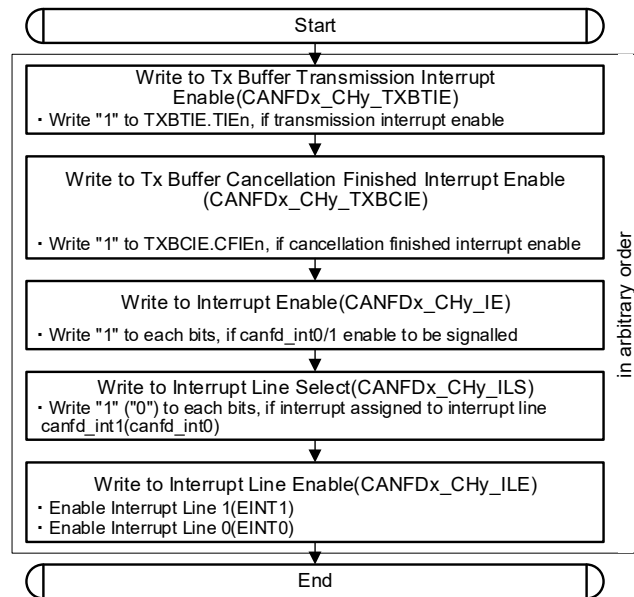 Start
Write to Tx Buffer Transmission Interrupt
Enable(CANFDx_CHy_TXBTIE)
・Write "1" to TXBTIE.TIEn, if transmission interrupt enable
Write to Tx Buffer Cancellation Finished Interrupt Enable
(CANFDx_CHy_TXBCIE)
・Write "1" to TXBCIE.CFIEn, if cancellation finished interrupt enable
Write to Interrupt Enable(CANFDx_CHy_IE)
・Write "1" to each bits, if canfd_int0/1 enable to be signalled
Write to Interrupt Line Select(CANFDx_CHy_ILS)
・Write "1" ("0") to each bits, if interrupt assigned to interrupt line
canfd_int1(canfd_int0)
Write to Interrupt Line Enable(CANFDx_CHy_ILE)
・Enable Interrupt Line 1(EINT1)
・Enable Interrupt Line 0(EINT0)
in arbitrary order
End